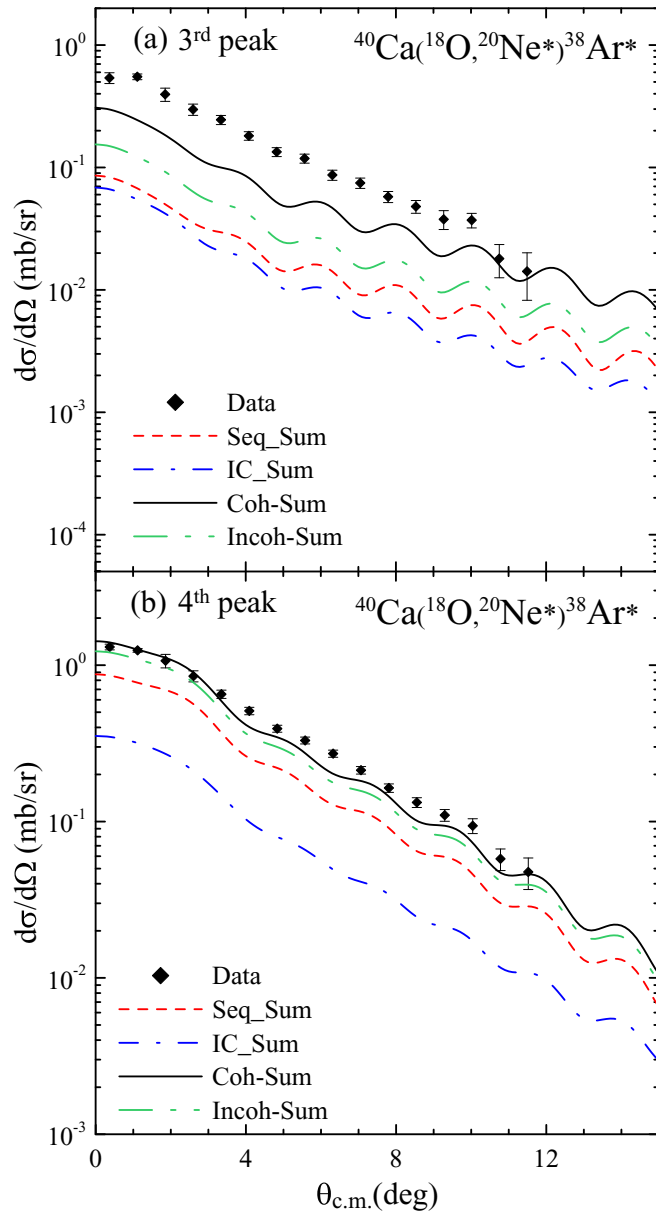 (a) 3rd peak 40Ca(18O,20Ne*)38Ar*
10^0
10^-1
10^-2
10^-3
10^-4
dσ/dΩ (mb/sr)
Data
Seq_Sum
IC_Sum
Coh-Sum
Incoh-Sum
(b) 4th peak 40Ca(18O,20Ne*)38Ar*
10^0
10^-1
10^-2
10^-3
dσ/dΩ (mb/sr)
Data
Seq_Sum
IC_Sum
Coh-Sum
Incoh-Sum
0 4 8 12
θc.m.(deg)